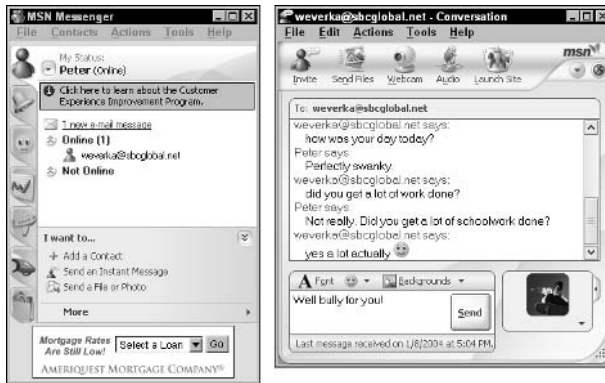 MSN Messenger
File Contacts Actions Tools Help
My Status:
Peter (Online)
Click here to learn about the Customer
Experience Improvement Program.
1 new e-mail message
Online (1)
weverka@sbcglobal.net
Not Online
I want to...
Add a Contact
Send an Instant Message
Send a File or Photo
More
Mortgage Rates
Are Still Low!
Select a Loan
Go
AMERIQUEST MORTGAGE COMPANY®
weverka@sbcglobal.net - Conversation
File Edit Actions Tools Help
msn
Invite Send Files Webcam Audio Launch Site
To: weverka@sbcglobal.net
weverka@sbcglobal.net says:
how was your day today?
Peter says:
Perfectly swanky.
weverka@sbcglobal.net says:
did you get a lot of work done?
Peter says:
Not really. Did you get a lot of schoolwork done?
weverka@sbcglobal.net says:
yes a lot actually
Font Backgrounds
Well bully for you!
Send
Last message received on 1/8/2004 at 5:04 PM.